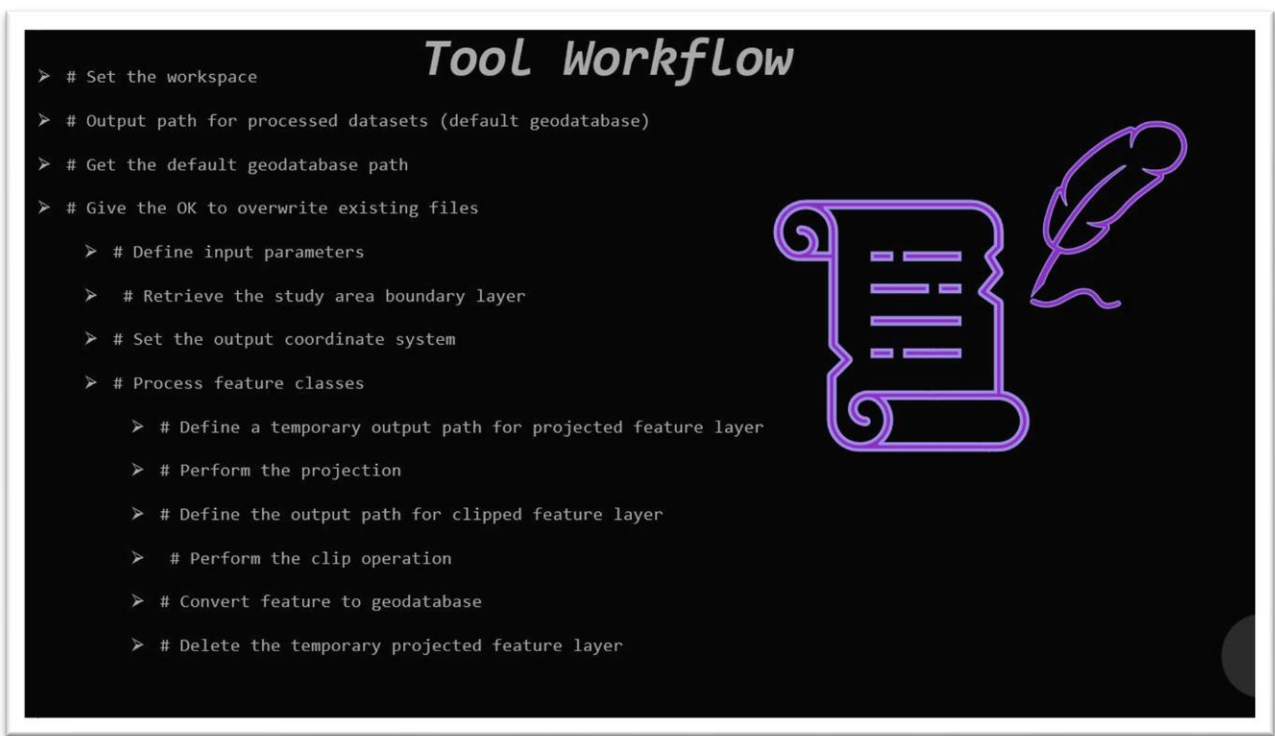 Tool Workflow
➢ # Set the workspace
➢ # Output path for processed datasets (default geodatabase)
➢ # Get the default geodatabase path
➢ # Give the OK to overwrite existing files
➢ # Define input parameters
➢ # Retrieve the study area boundary layer
➢ # Set the output coordinate system
➢ # Process feature classes
➢ # Define a temporary output path for projected feature layer
➢ # Perform the projection
➢ # Define the output path for clipped feature layer
➢ # Perform the clip operation
➢ # Convert feature to geodatabase
➢ # Delete the temporary projected feature layer